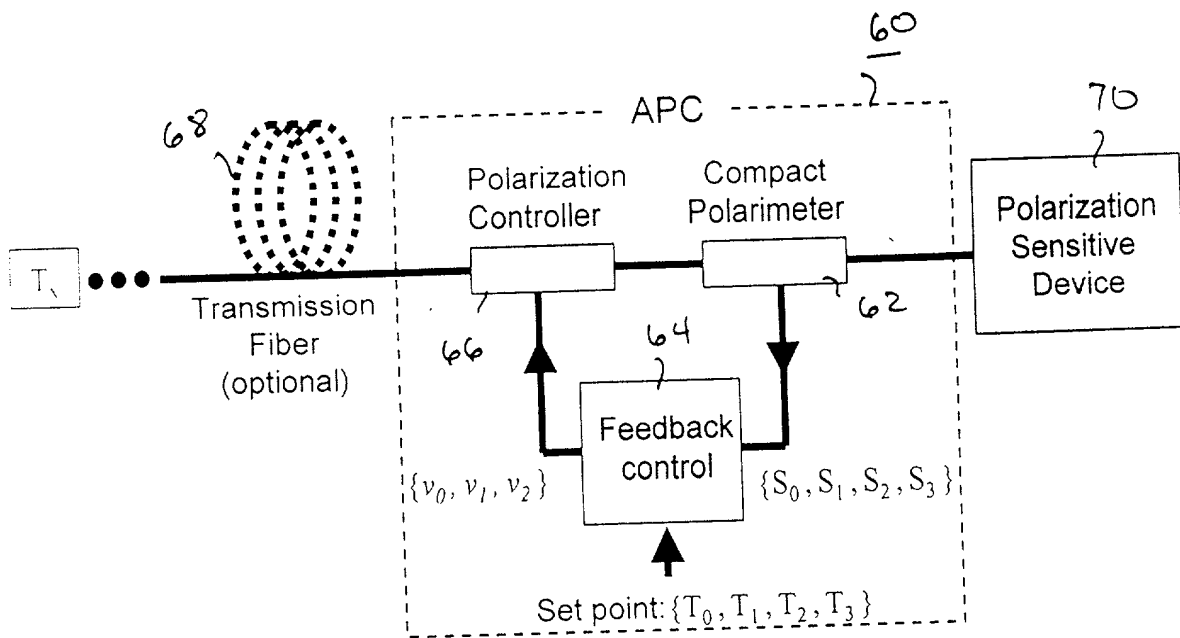 60
APC
70
68
Polarization
Controller
Compact
Polarimeter
Polarization
Sensitive
Device
Transmission
Fiber
(optional)
66
64
62
Feedback
control
{v₀, v₁, v₂}
{S₀, S₁, S₂, S₃}
Set point: {T₀, T₁, T₂, T₃}